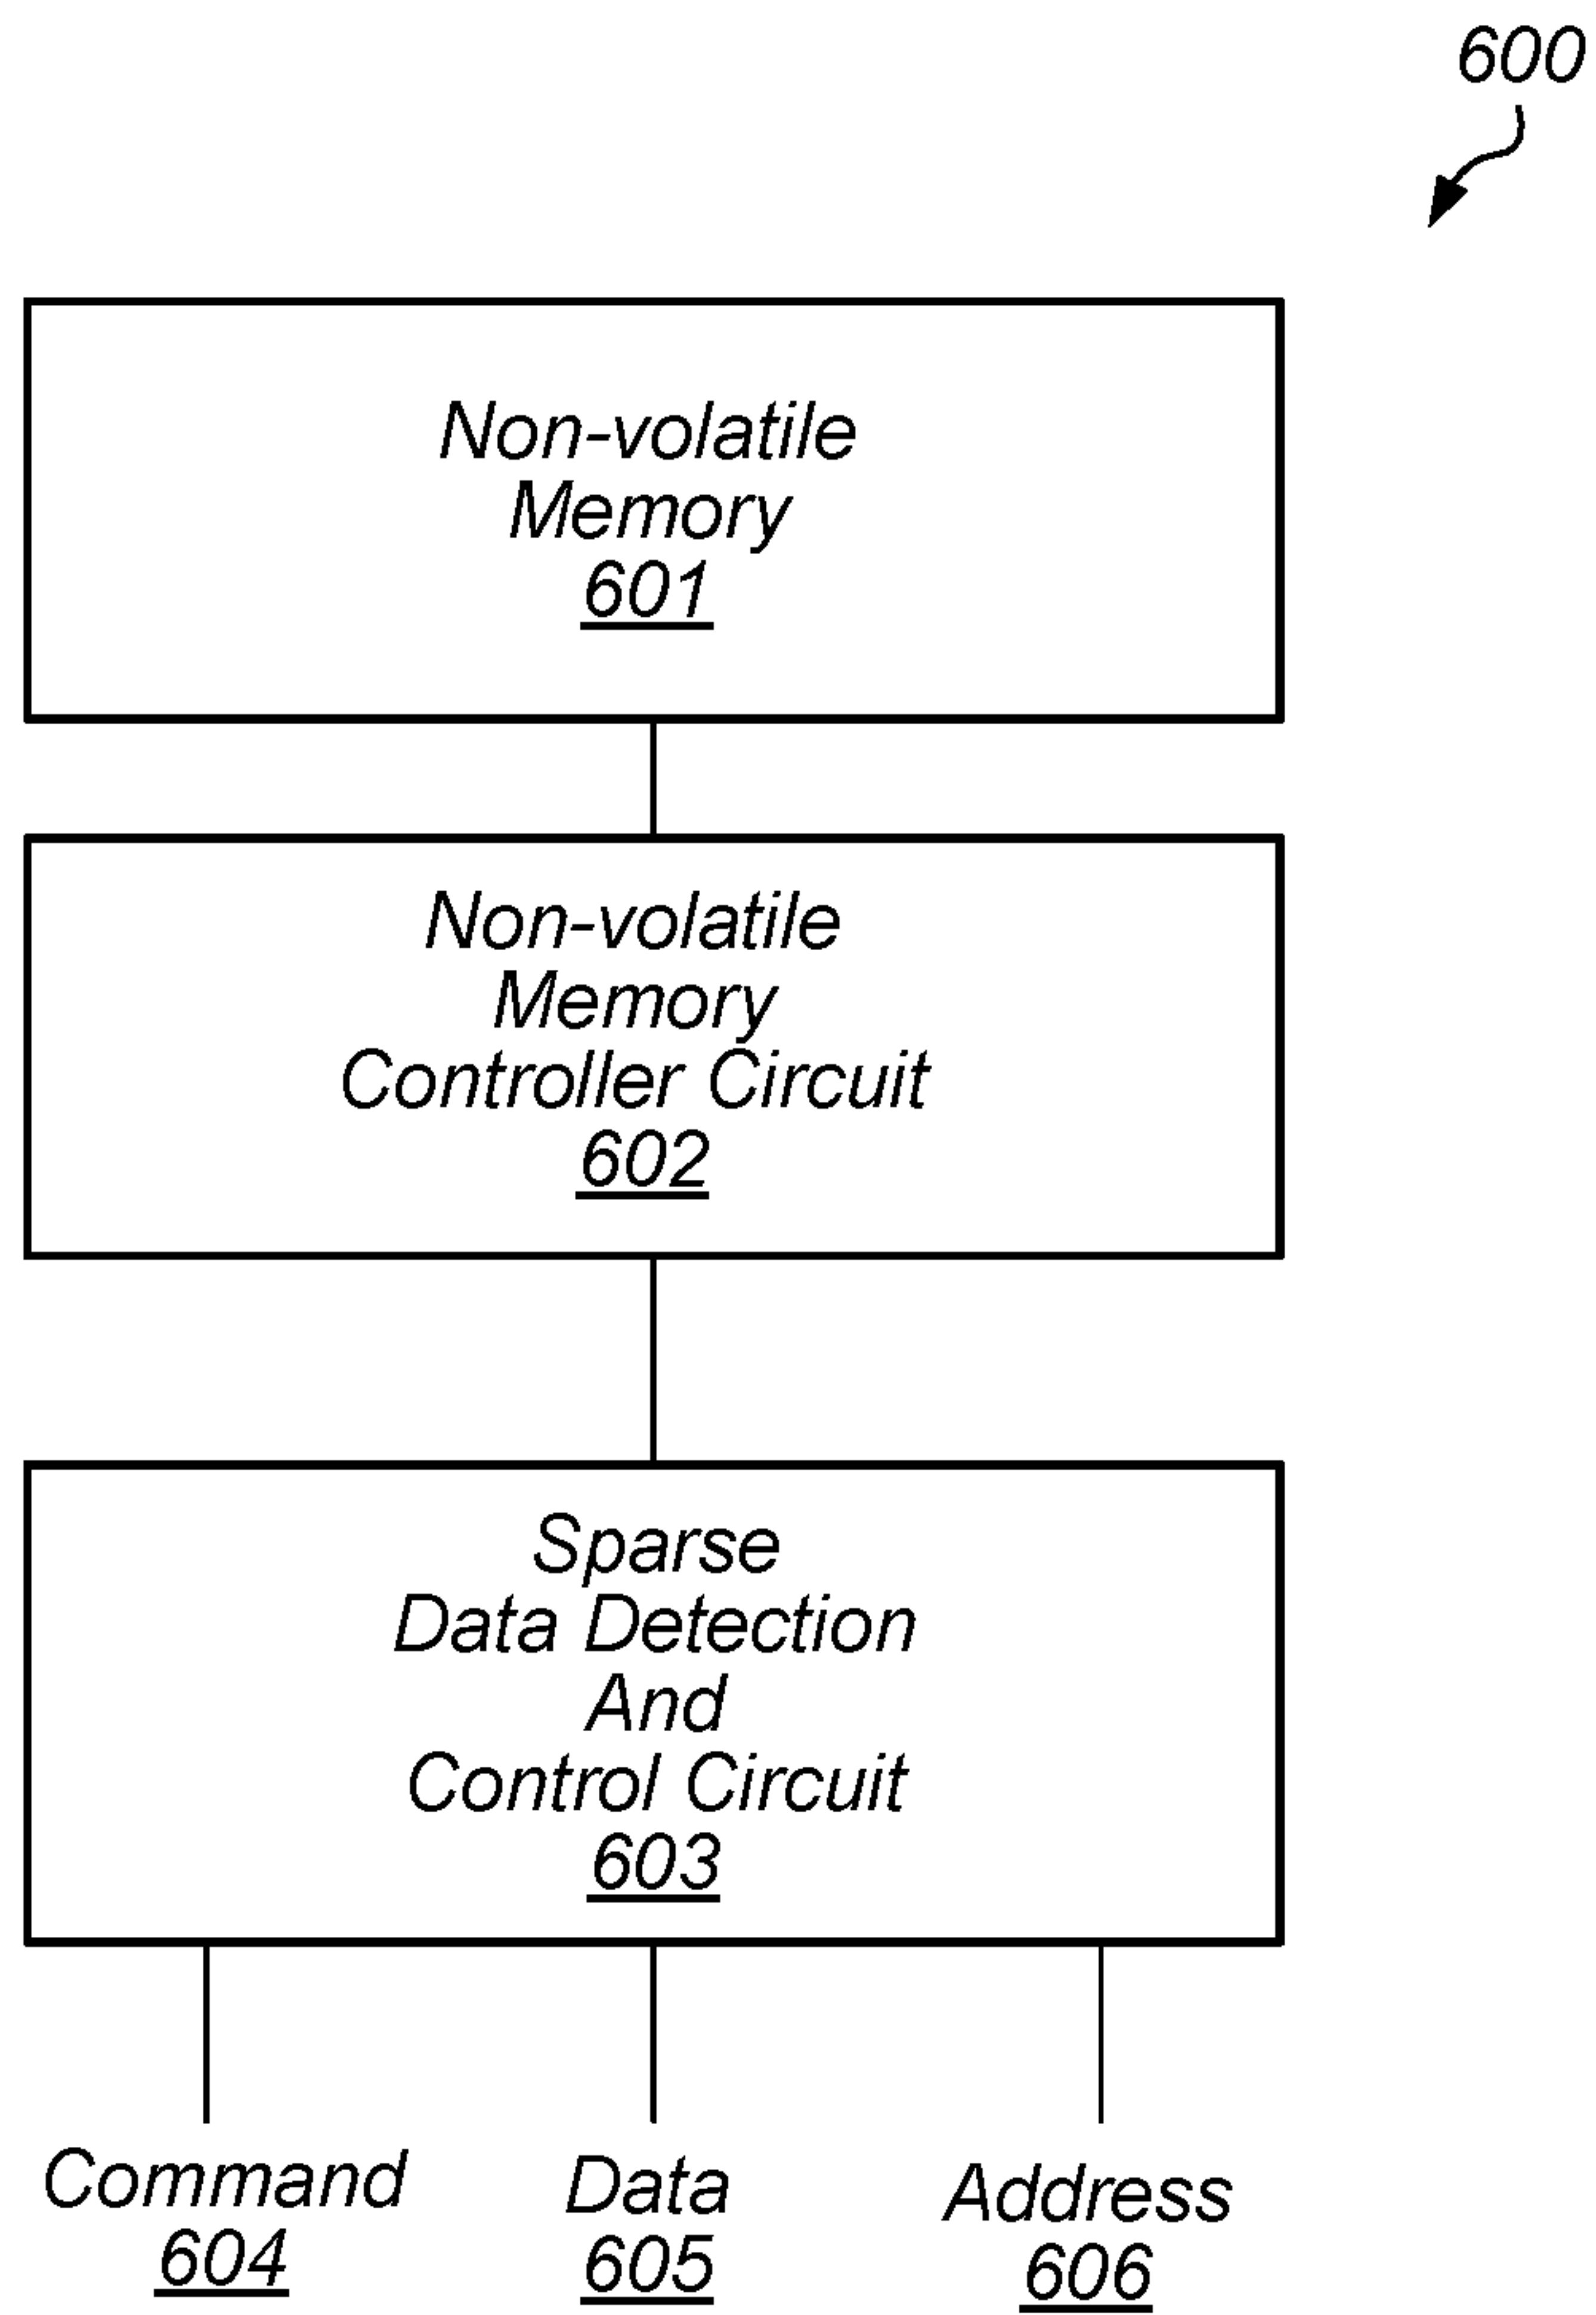 600
Non-volatile
Memory
601
Non-volatile
Memory
Controller Circuit
602
Sparse
Data Detection
And
Control Circuit
603
Command
604
Data
605
Address
606